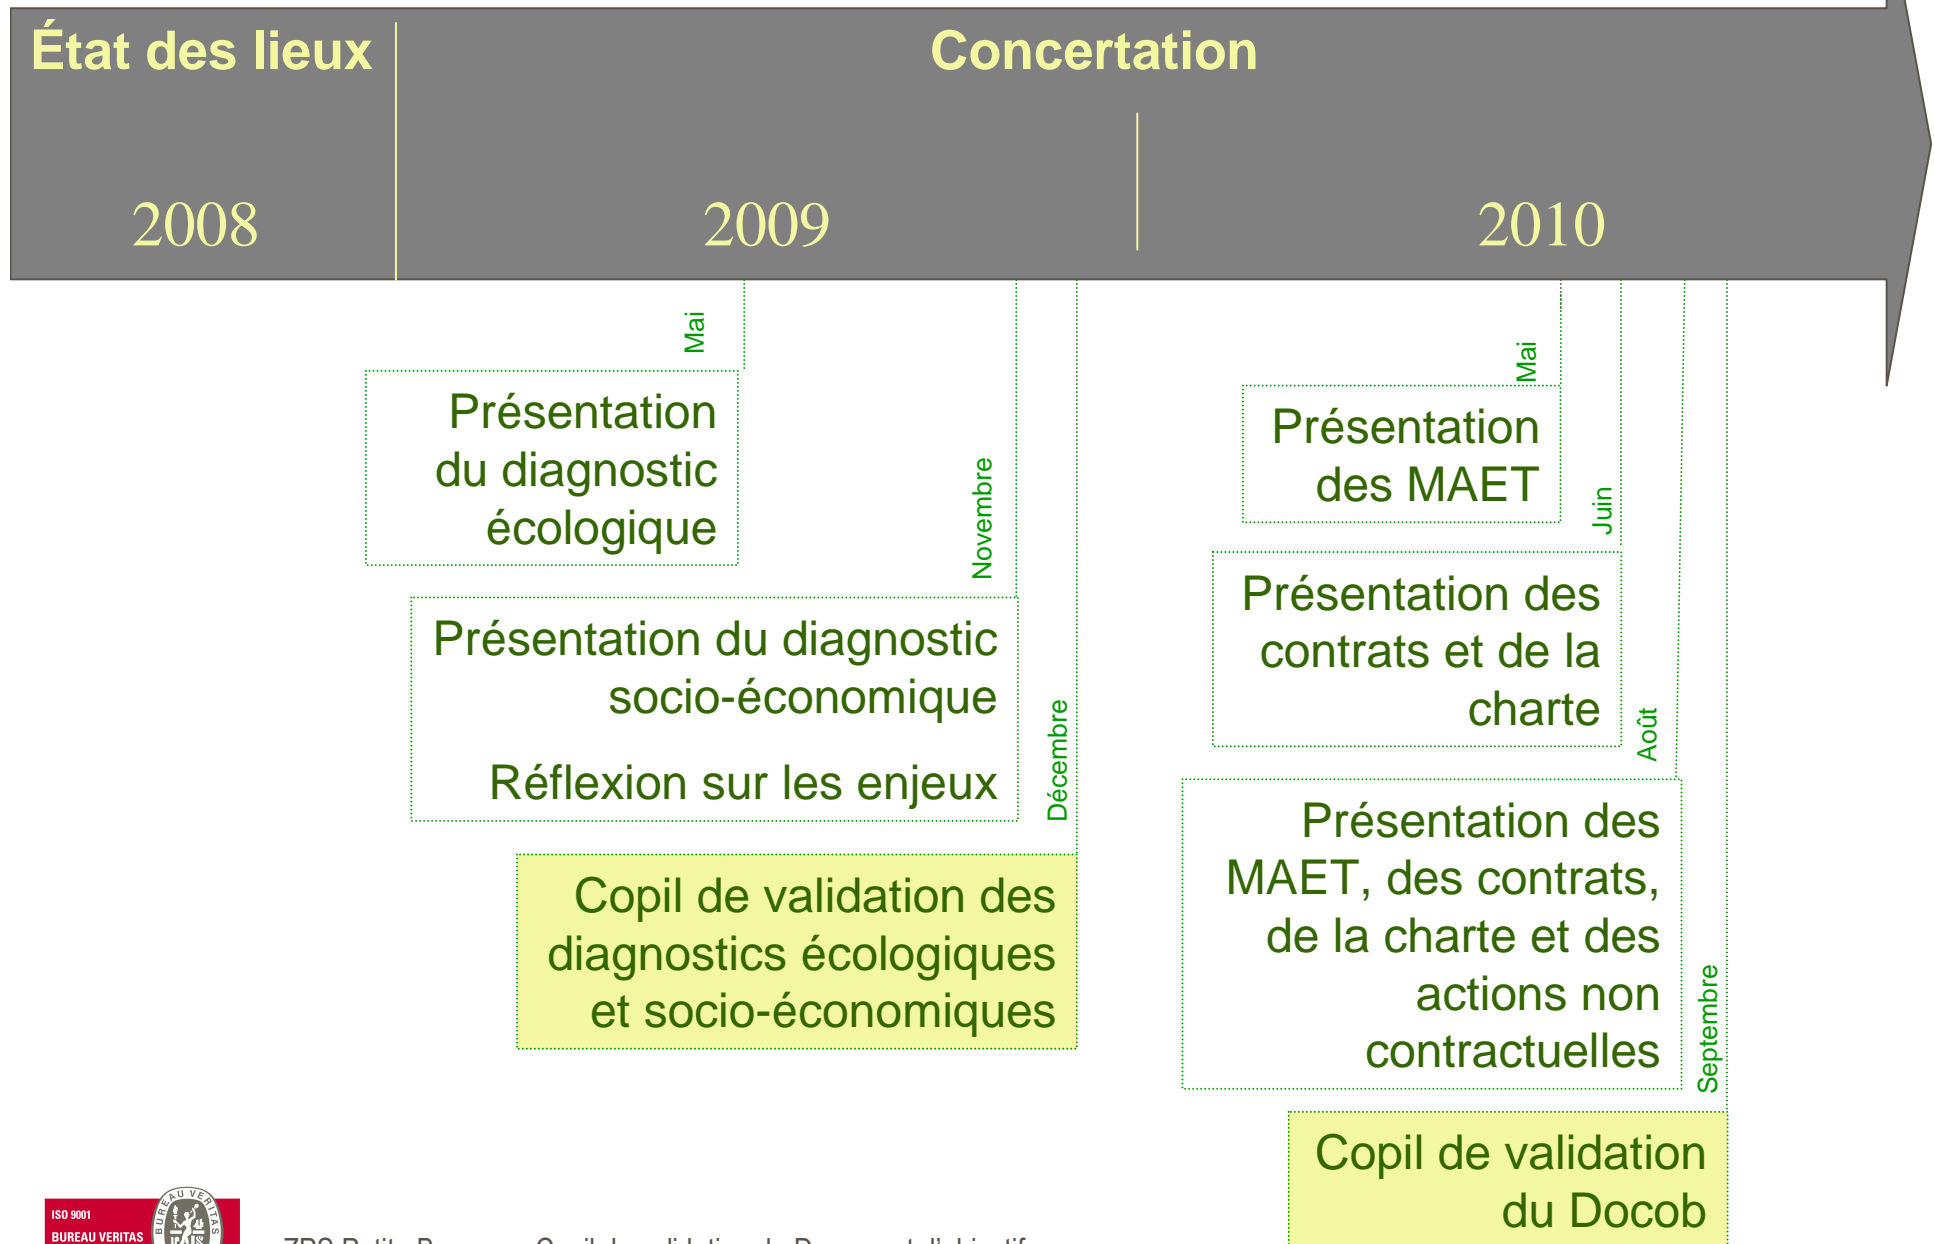 État des lieux
Concertation
2008
2009
2010
Mai
Présentation
du diagnostic
écologique
Novembre
Présentation du diagnostic
socio-économique
Réflexion sur les enjeux
Décembre
Copil de validation des
diagnostics écologiques
et socio-économiques
Mai
Présentation
des MAET
Juin
Présentation des
contrats et de la
charte
Août
Présentation des
MAET, des contrats,
de la charte et des
actions non
contractuelles
Septembre
Copil de validation
du Docob
ISO 9001
BUREAU VERITAS
BUREAU VERITAS